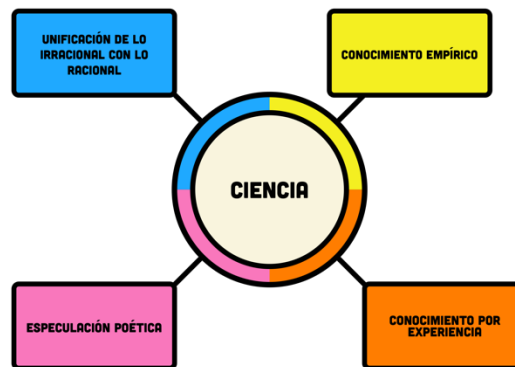 UNIFICACIÓN DE LO
IRRACIONAL CON LO
RACIONAL
CONOCIMIENTO EMPÍRICO
CIENCIA
ESPECULACIÓN POÉTICA
CONOCIMIENTO POR
EXPERIENCIA